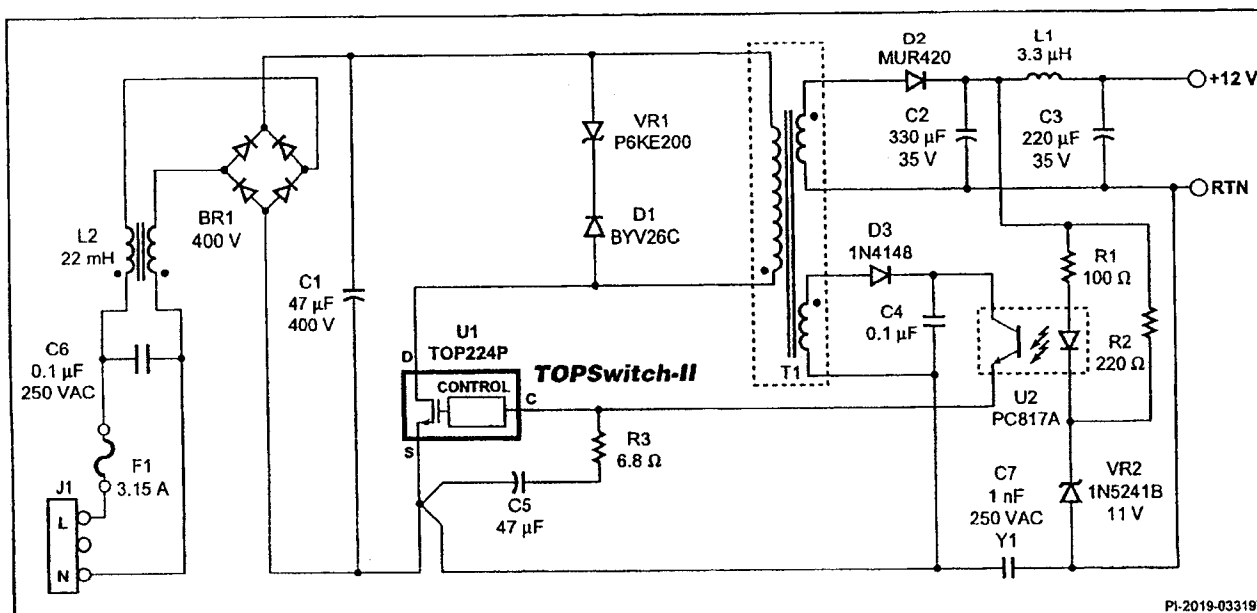 D2
MUR420
L1
3.3 µH
+12 V
VR1
P6KE200
C2
330 µF
35 V
C3
220 µF
35 V
BR1
400 V
RTN
D1
BYV26C
L2
22 mH
D3
1N4148
C1
47 µF
400 V
R1
100 Ω
C4
0.1 µF
U1
TOP224P
R2
220 Ω
C6
0.1 µF
250 VAC
D
CONTROL
TOPSwitch-II
T1
C
U2
PC817A
S
R3
6.8 Ω
F1
3.15 A
J1
L
N
C5
47 µF
C7
1 nF
250 VAC
Y1
VR2
1N5241B
11 V
PI-2019-03319